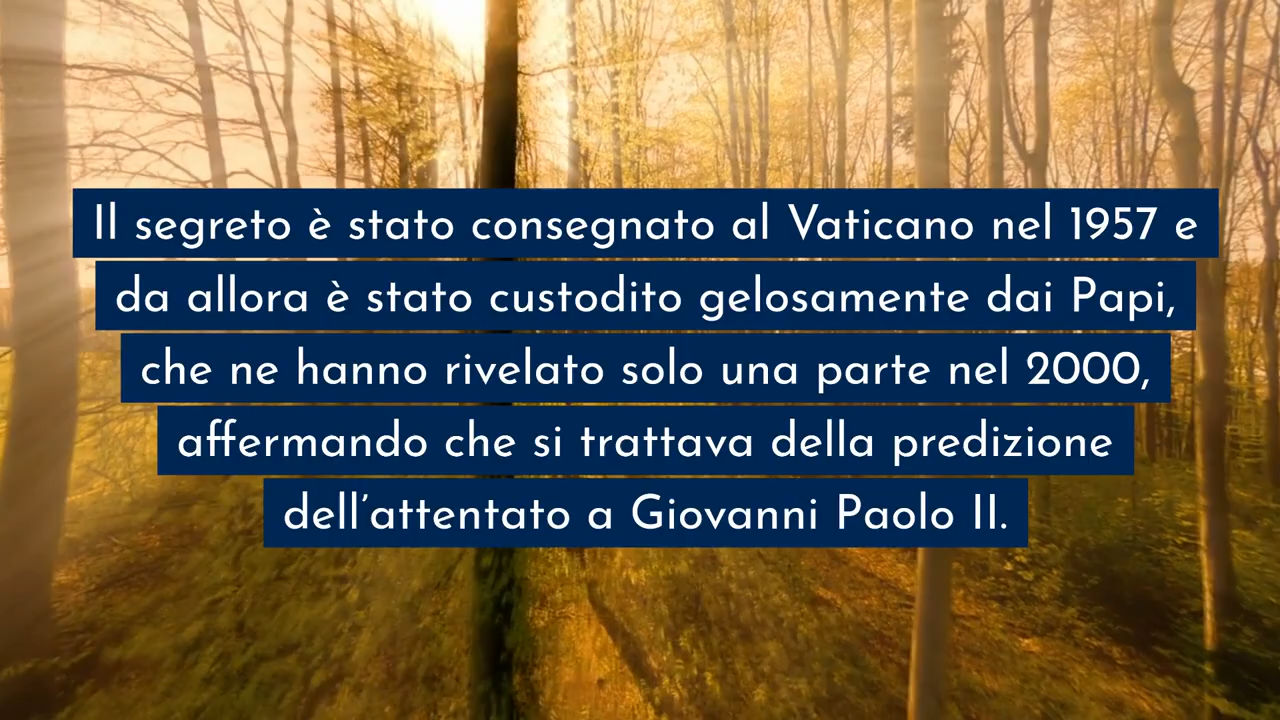 Il segreto è stato consegnato al Vaticano nel 1957 e
da allora è stato custodito gelosamente dai Papi,
che ne hanno rivelato solo una parte nel 2000,
affermando che si trattava della predizione
dell’attentato a Giovanni Paolo II.